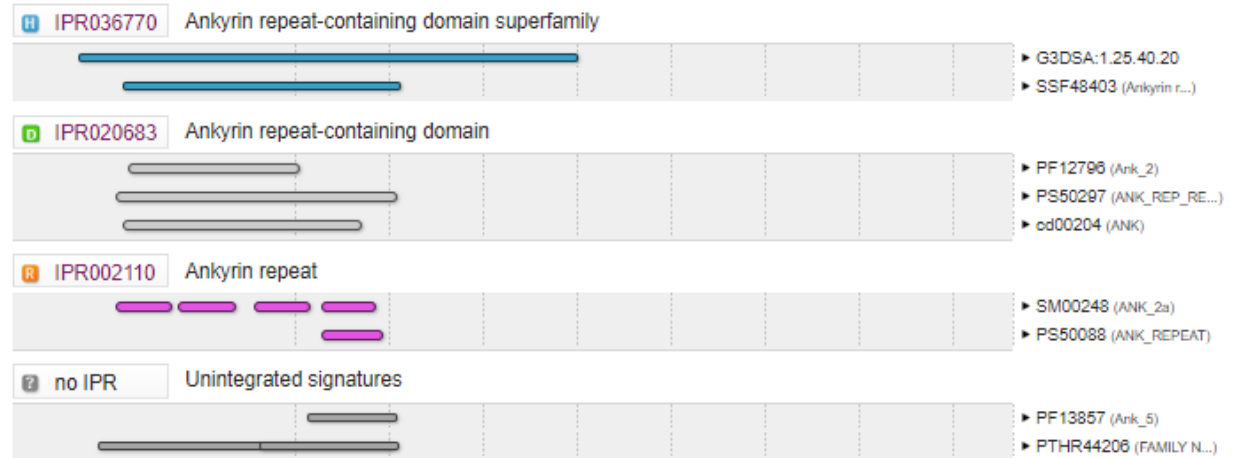 H IPR036770 Ankyrin repeat-containing domain superfamily
G3DSA:1.25.40.20
SSF48403 (Ankyrin r...)
D IPR020683 Ankyrin repeat-containing domain
PF12796 (Ank_2)
PS50297 (ANK_REP_RE...)
cd00204 (ANK)
R IPR002110 Ankyrin repeat
SM00248 (ANK_2a)
PS50088 (ANK_REPEAT)
? no IPR Unintegrated signatures
PF13857 (Ank_5)
PTHR44206 (FAMILY N...)